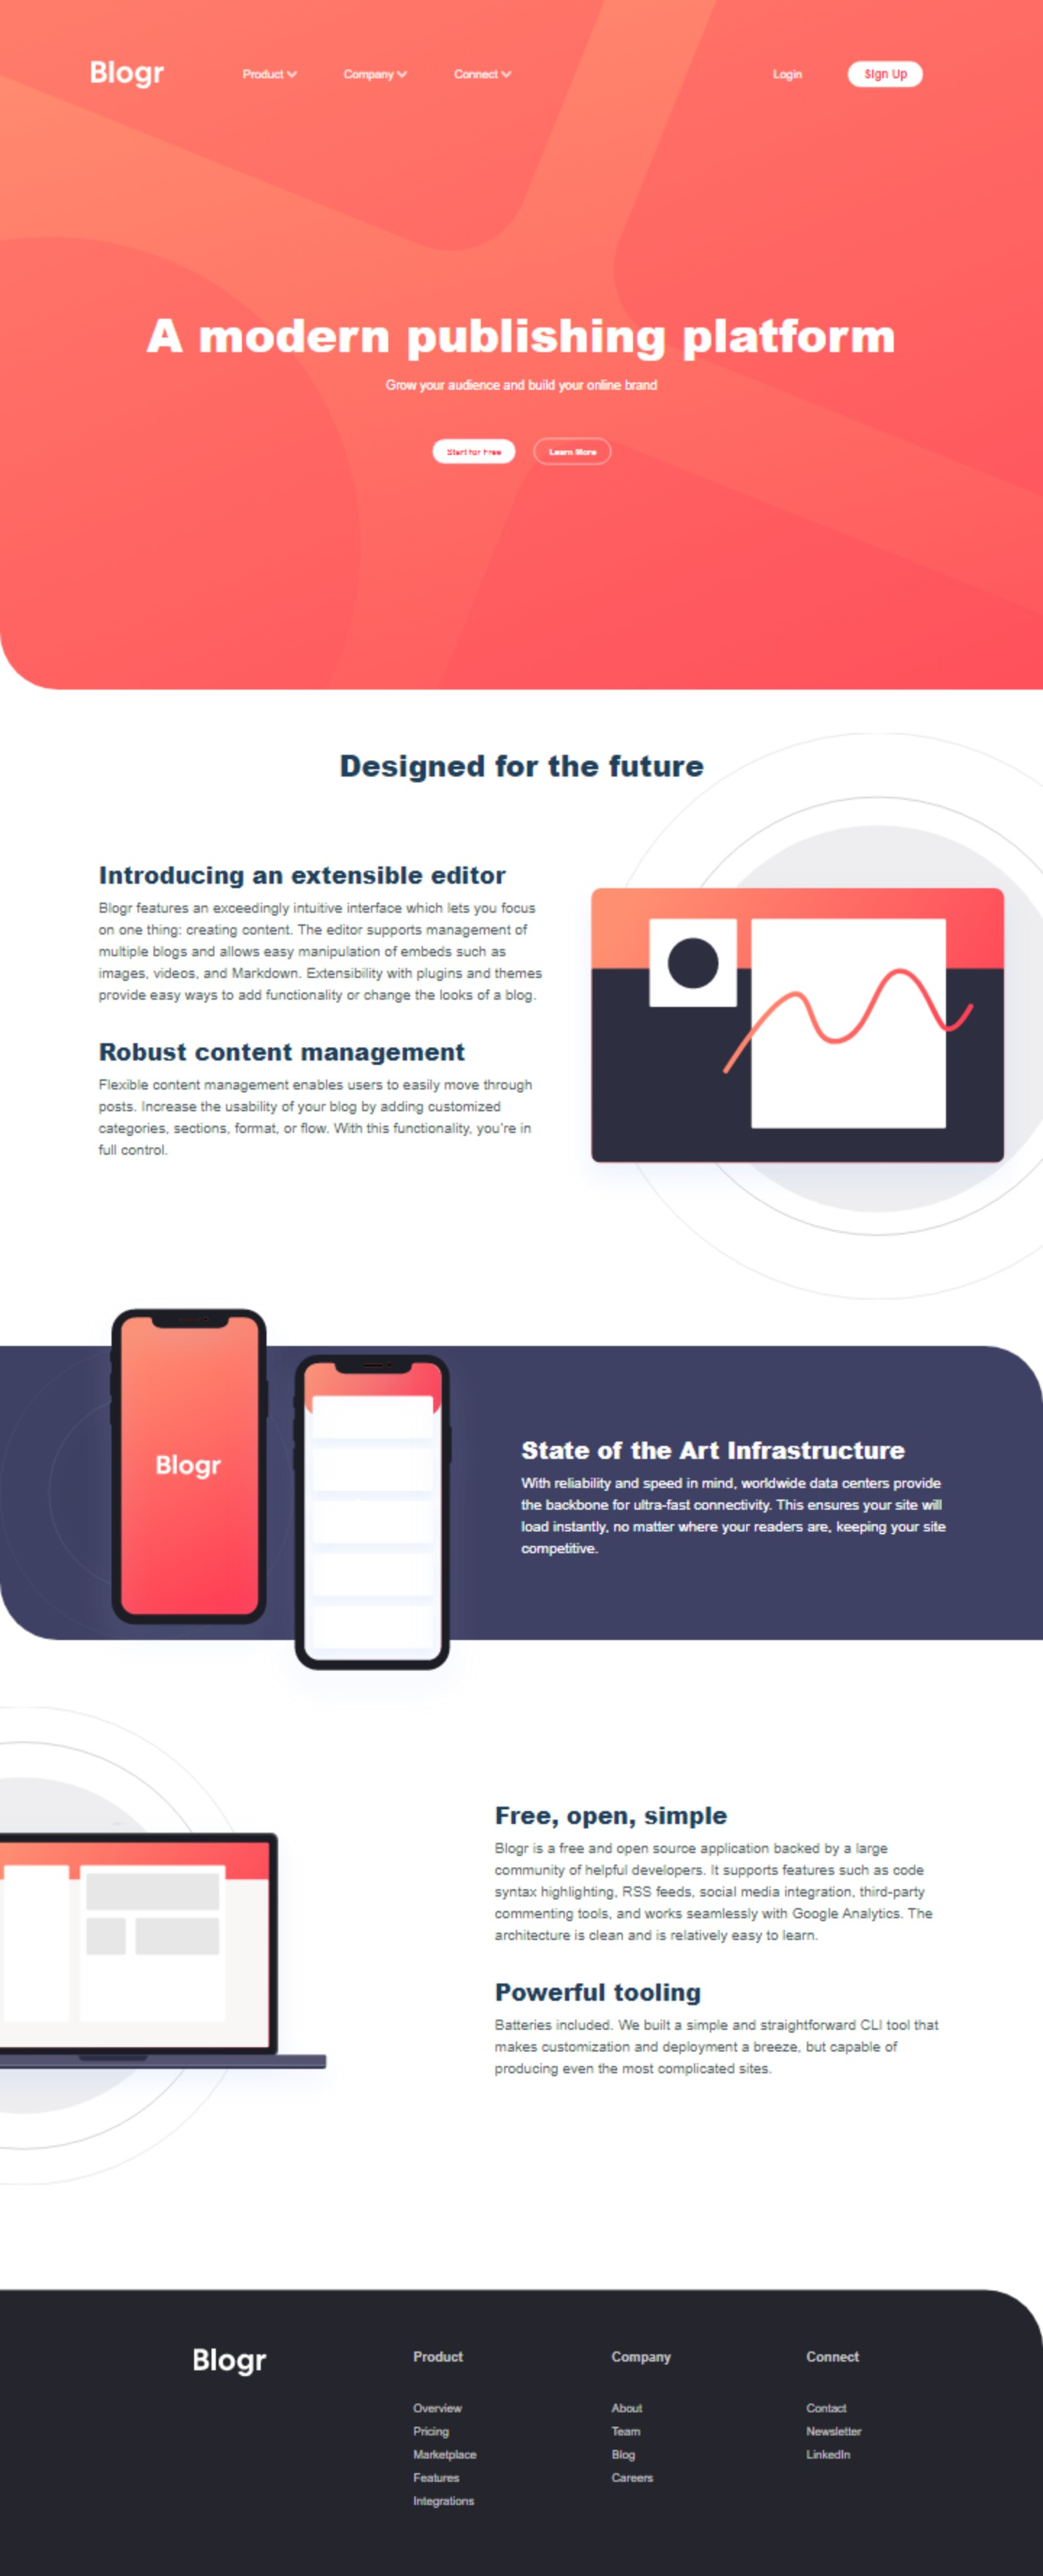 Blogr Product Company Connect Login Sign Up
A modern publishing platform
Grow your audience and build your online brand
Start for Free Learn More
Designed for the future
Introducing an extensible editor
Blogr features an exceedingly intuitive interface which lets you focus
on one thing: creating content. The editor supports management of
multiple blogs and allows easy manipulation of embeds such as
images, videos, and Markdown. Extensibility with plugins and themes
provide easy ways to add functionality or change the looks of a blog.
Robust content management
Flexible content management enables users to easily move through
posts. Increase the usability of your blog by adding customized
categories, sections, format, or flow. With this functionality, you're in
full control.
Blogr
State of the Art Infrastructure
With reliability and speed in mind, worldwide data centers provide
the backbone for ultra-fast connectivity. This ensures your site will
load instantly, no matter where your readers are, keeping your site
competitive.
Free, open, simple
Blogr is a free and open source application backed by a large
community of helpful developers. It supports features such as code
syntax highlighting, RSS feeds, social media integration, third-party
commenting tools, and works seamlessly with Google Analytics. The
architecture is clean and is relatively easy to learn.
Powerful tooling
Batteries included. We built a simple and straightforward CLI tool that
makes customization and deployment a breeze, but capable of
producing even the most complicated sites.
Blogr
Product
Overview
Pricing
Marketplace
Features
Integrations
Company
About
Team
Blog
Careers
Connect
Contact
Newsletter
LinkedIn